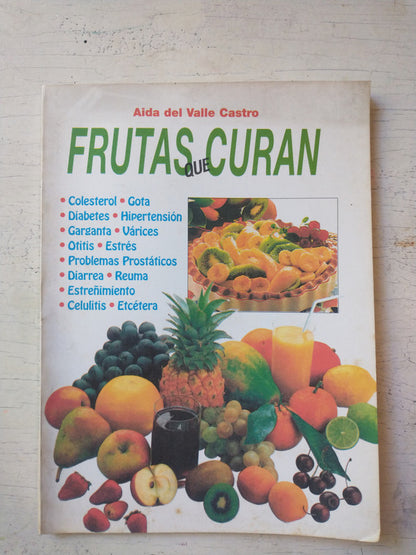 Aida del Valle Castro
FRUTAS QUE CURAN
• Colesterol • Gota
• Diabetes • Hipertensión
• Garganta • Várices
• Otitis • Estrés
• Problemas Prostáticos
• Diarrea • Reuma
• Estreñimiento
• Celulitis • Etcétera